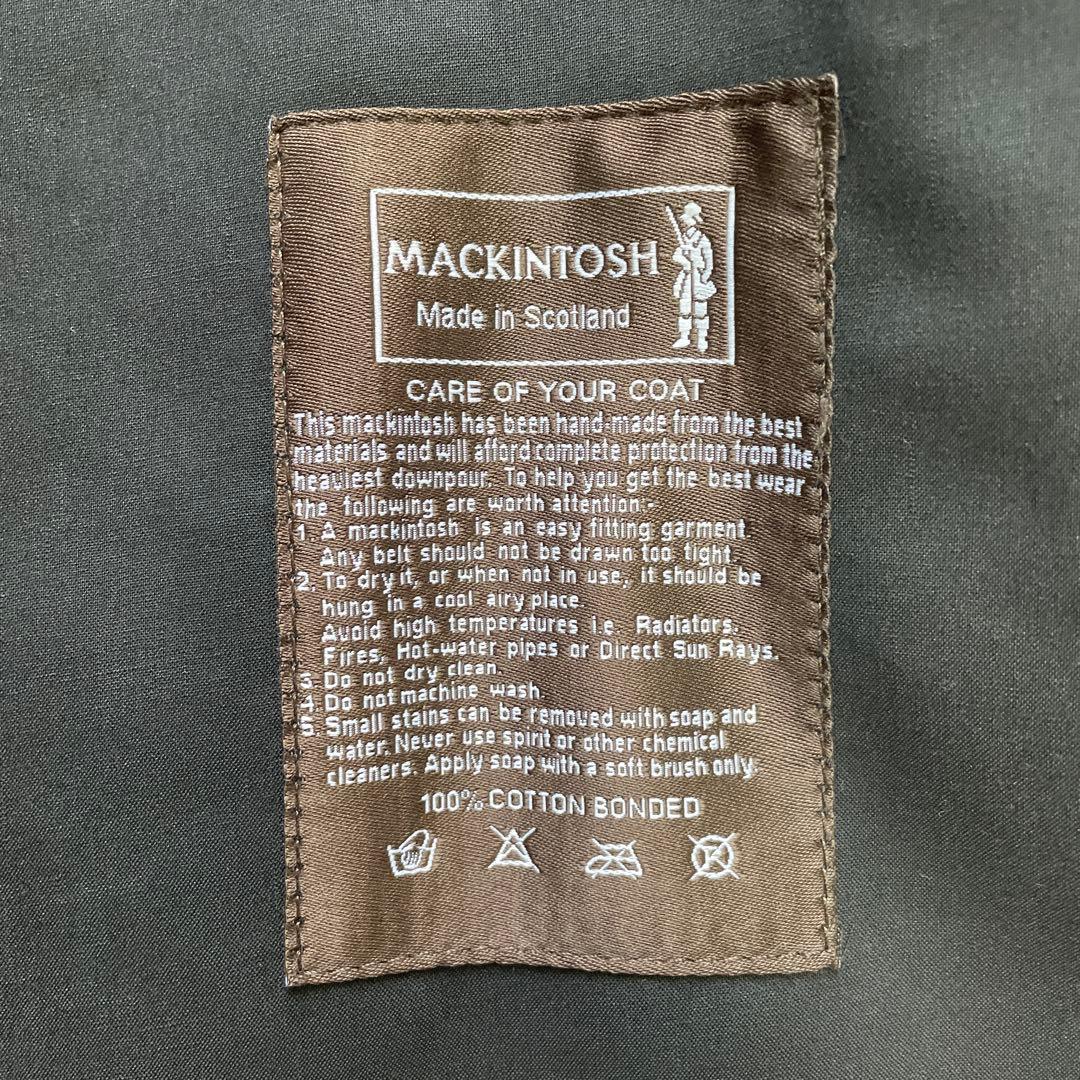 MACKINTOSH
Made in Scotland
CARE OF YOUR COAT
This mackintosh has been hand-made from the best
materials and will afford complete protection from the
heaviest downpour. To help you get the best wear
the following are worth attention:-
1. A mackintosh is an easy fitting garment.
Any belt should not be drawn too tight.
2. To dry it, or when not in use, it should be
hung in a cool airy place.
Avoid high temperatures i.e. Radiators,
Fires, Hot-water pipes or Direct Sun Rays.
3. Do not dry clean.
4. Do not machine wash.
5. Small stains can be removed with soap and
water. Never use spirit or other chemical
cleaners. Apply soap with a soft brush only.
100% COTTON BONDED